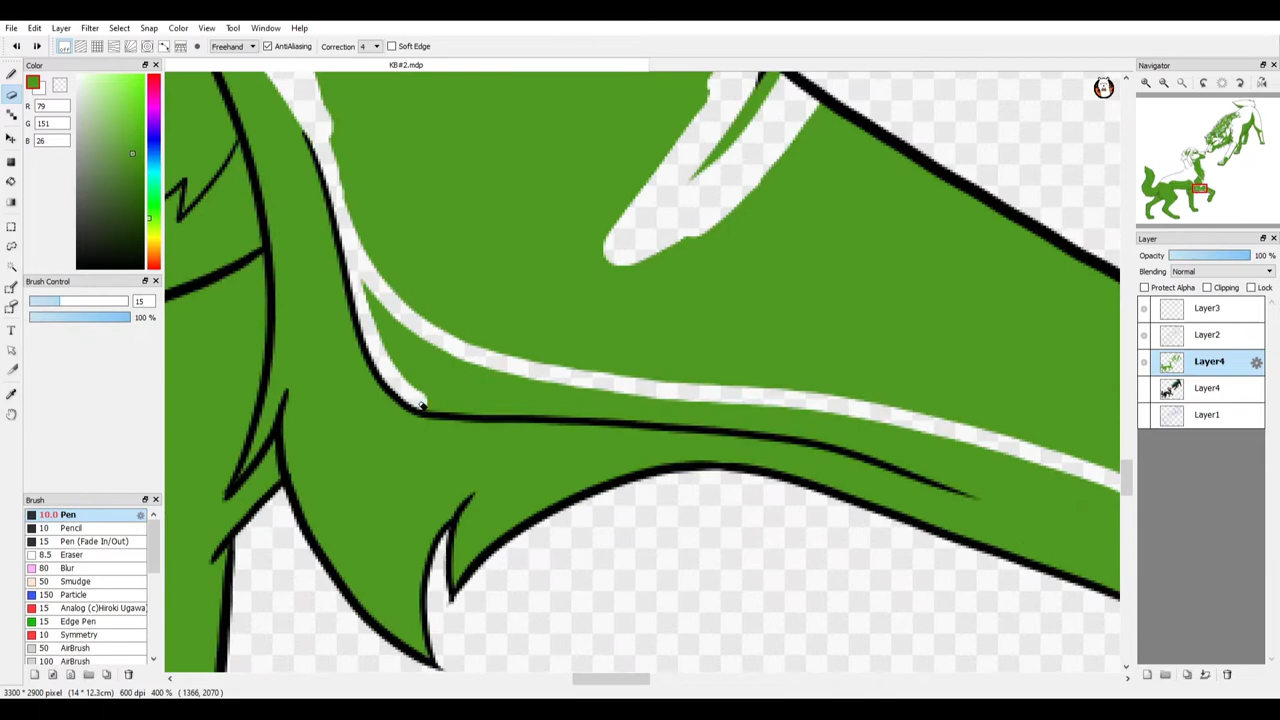 File Edit Layer Filter Select Snap Color View Tool Window Help
OFF Freehand AntiAliasing Correction 4 Soft Edge
Color
KB#2.mdp
Navigator
R 79
G 151
B 26
Brush Control
15
100 %
Layer
Opacity 100 %
Blending Normal
Protect Alpha Clipping Lock
Layer3
Layer2
Layer4
Layer4
Layer1
Brush
10.0 Pen
10 Pencil
15 Pen (Fade In/Out)
8.5 Eraser
80 Blur
50 Smudge
150 Particle
15 Analog (c)Hiroki Ugawa
15 Edge Pen
10 Symmetry
50 AirBrush
100 AirBrush
3300 * 2900 pixel (14 * 12.3cm) 600 dpi 400 % ( 1366, 2070 )